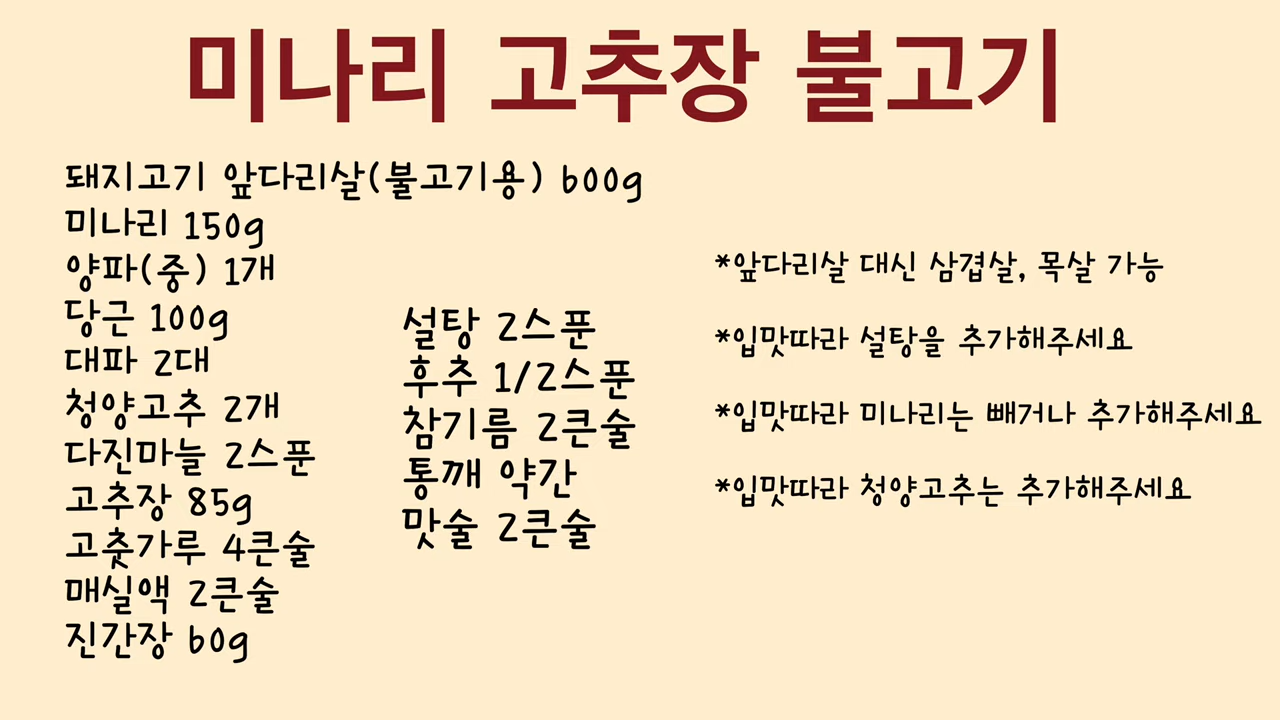 미나리 고추장 불고기
돼지고기 앞다리살(불고기용) 600g
미나리 150g
양파(중) 1개
당근 100g
대파 2대
청양고추 2개
다진마늘 2스푼
고추장 85g
고춧가루 4큰술
매실액 2큰술
진간장 60g
설탕 2스푼
후추 1/2스푼
참기름 2큰술
통깨 약간
맛술 2큰술
*앞다리살 대신 삼겹살, 목살 가능
*입맛따라 설탕을 추가해주세요
*입맛따라 미나리는 빼거나 추가해주세요
*입맛따라 청양고추는 추가해주세요